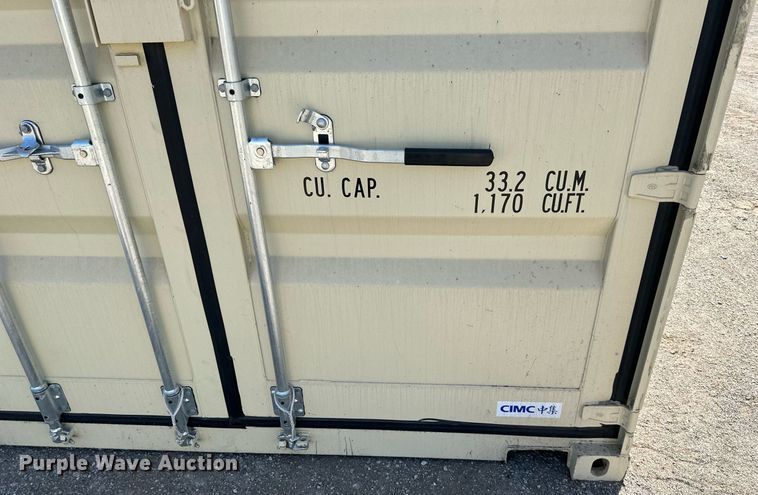 CU. CAP. 33.2 CU.M.
1,170 CU.FT.
CIMC 中集
Purple Wave Auction